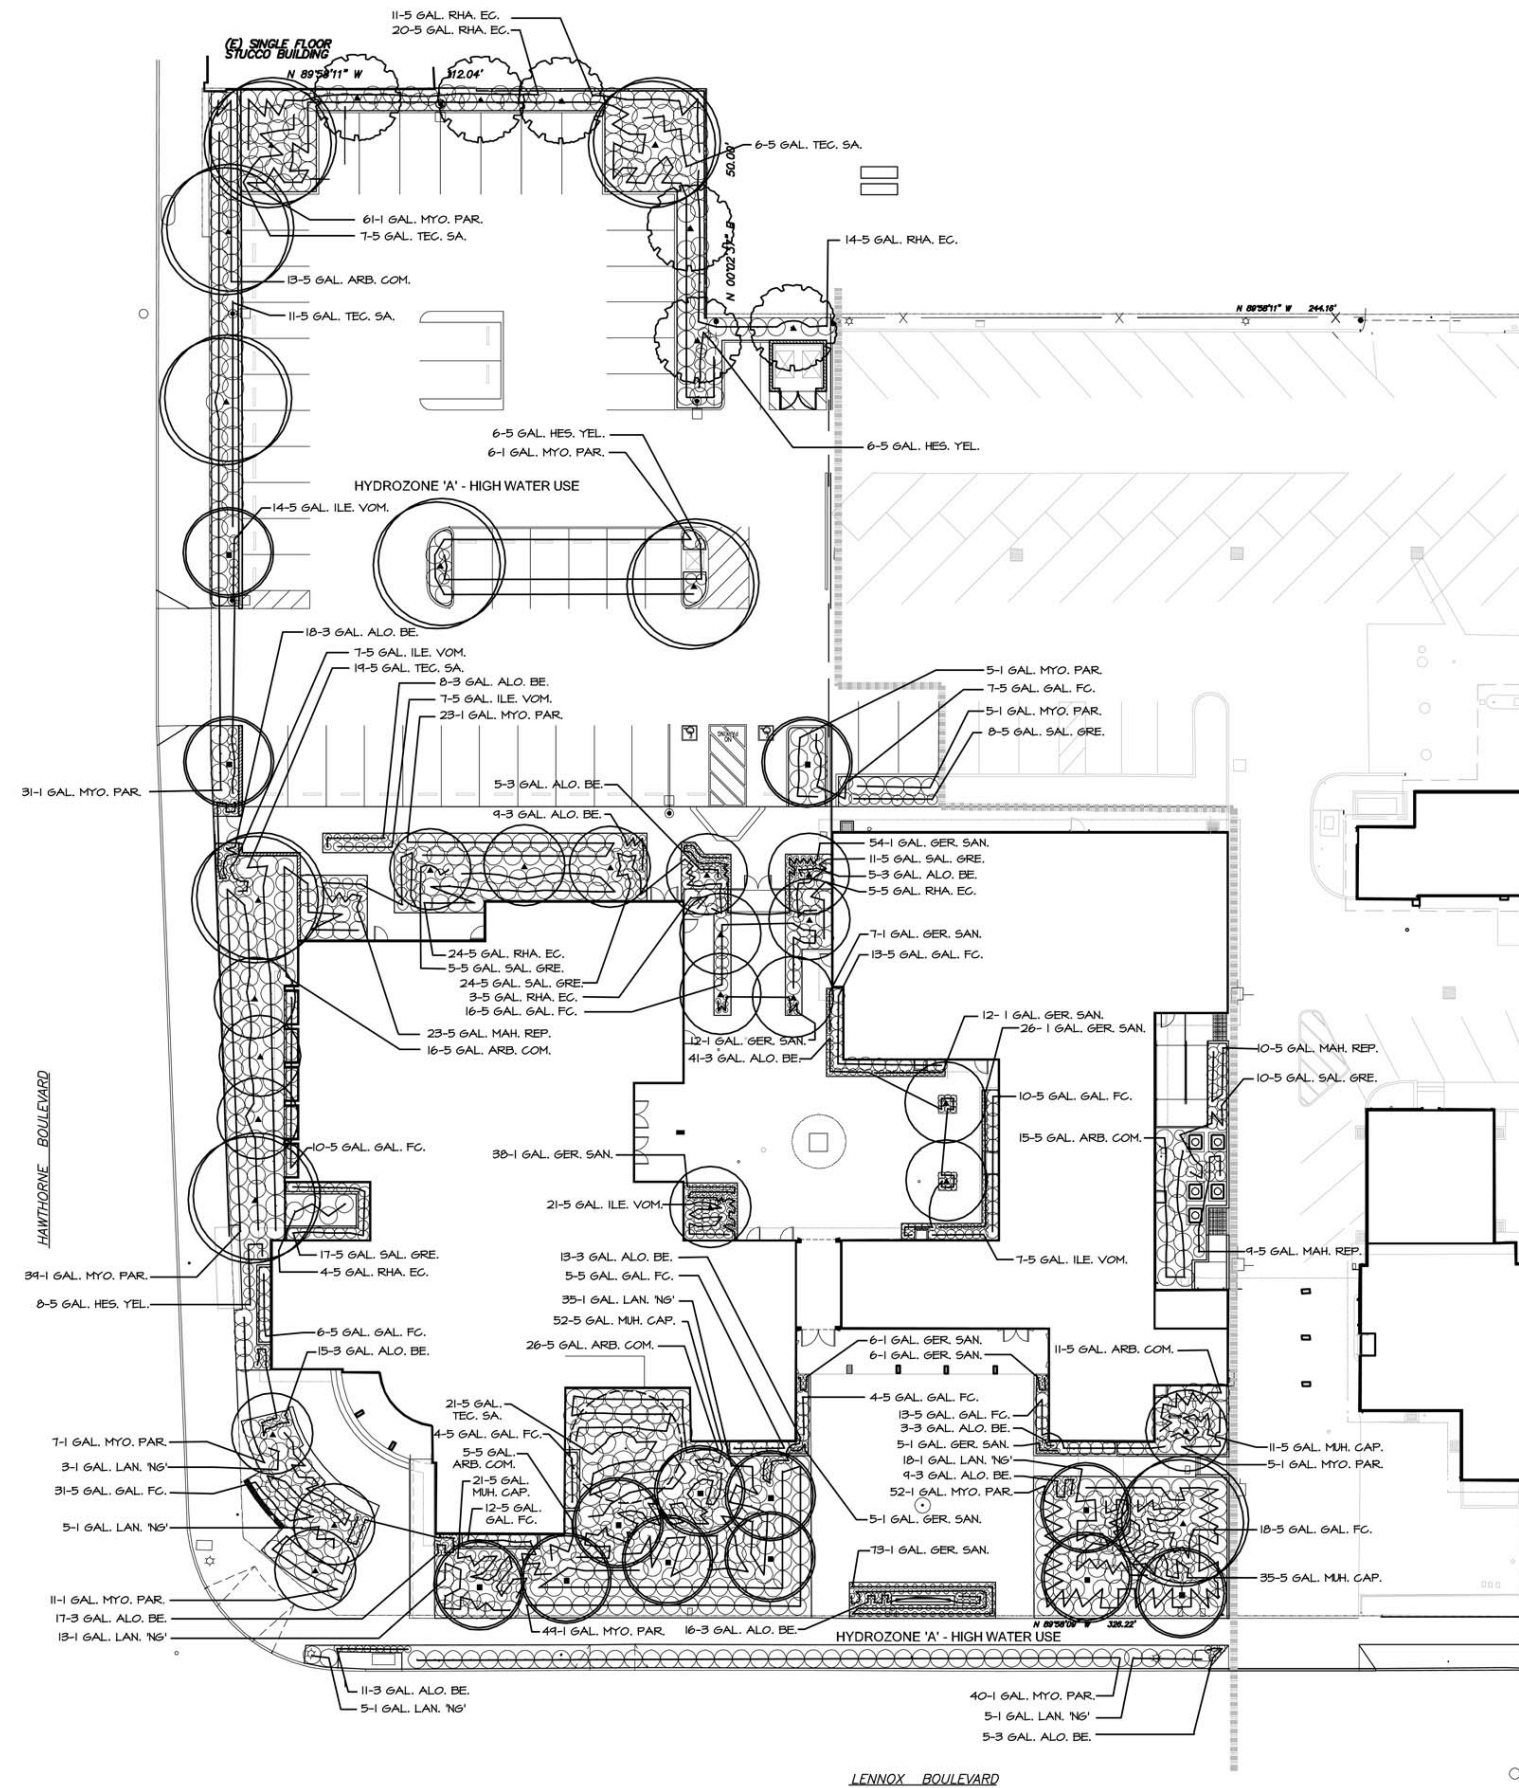 11-5 GAL. RHA. EC.
20-5 GAL. RHA. EC.
(E) SINGLE FLOOR
STUCCO BUILDING
N 89°58'11" W 112.04'
6-5 GAL. TEC. SA.
50.09'
N 00°02'37" E
61-1 GAL. MYO. PAR.
7-5 GAL. TEC. SA.
14-5 GAL. RHA. EC.
13-5 GAL. ARB. COM.
11-5 GAL. TEC. SA.
N 89°58'11" W 244.16'
6-5 GAL. HES. YEL.
6-1 GAL. MYO. PAR.
6-5 GAL. HES. YEL.
HYDROZONE 'A' - HIGH WATER USE
14-5 GAL. ILE. VOM.
18-3 GAL. ALO. BE.
7-5 GAL. ILE. VOM.
19-5 GAL. TEC. SA.
8-3 GAL. ALO. BE.
7-5 GAL. ILE. VOM.
23-1 GAL. MYO. PAR.
5-1 GAL. MYO. PAR.
7-5 GAL. GAL. FC.
5-1 GAL. MYO. PAR.
8-5 GAL. SAL. GRE.
NO
PARKING
31-1 GAL. MYO. PAR.
5-3 GAL. ALO. BE.
9-3 GAL. ALO. BE.
54-1 GAL. GER. SAN.
11-5 GAL. SAL. GRE.
5-3 GAL. ALO. BE.
5-5 GAL. RHA. EC.
7-1 GAL. GER. SAN.
13-5 GAL. GAL. FC.
24-5 GAL. RHA. EC.
5-5 GAL. SAL. GRE.
24-5 GAL. SAL. GRE.
3-5 GAL. RHA. EC.
16-5 GAL. GAL. FC.
23-5 GAL. MAH. REP.
16-5 GAL. ARB. COM.
12-1 GAL. GER. SAN.
41-3 GAL. ALO. BE.
12- 1 GAL. GER. SAN.
26- 1 GAL. GER. SAN.
10-5 GAL. MAH. REP.
10-5 GAL. SAL. GRE.
10-5 GAL. GAL. FC.
15-5 GAL. ARB. COM.
HAWTHORNE BOULEVARD
10-5 GAL. GAL. FC.
38-1 GAL. GER. SAN.
21-5 GAL. ILE. VOM.
17-5 GAL. SAL. GRE.
4-5 GAL. RHA. EC.
39-1 GAL. MYO. PAR.
8-5 GAL. HES. YEL.
7-5 GAL. ILE. VOM.
9-5 GAL. MAH. REP.
13-3 GAL. ALO. BE.
5-5 GAL. GAL. FC.
35-1 GAL. LAN. 'NG'
52-5 GAL. MUH. CAP.
26-5 GAL. ARB. COM.
6-5 GAL. GAL. FC.
15-3 GAL. ALO. BE.
6-1 GAL. GER. SAN.
6-1 GAL. GER. SAN.
11-5 GAL. ARB. COM.
4-5 GAL. GAL. FC.
13-5 GAL. GAL. FC.
3-3 GAL. ALO. BE.
5-1 GAL. GER. SAN.
18-1 GAL. LAN. 'NG'
9-3 GAL. ALO. BE.
52-1 GAL. MYO. PAR.
11-5 GAL. MUH. CAP.
5-1 GAL. MYO. PAR.
21-5 GAL.
TEC. SA.
4-5 GAL. GAL. FC.
5-5 GAL.
ARB. COM.
21-5 GAL.
MUH. CAP.
12-5 GAL.
GAL. FC.
7-1 GAL. MYO. PAR.
3-1 GAL. LAN. 'NG'
31-5 GAL. GAL. FC.
5-1 GAL. LAN. 'NG'
5-1 GAL. GER. SAN.
18-5 GAL. GAL. FC.
73-1 GAL. GER. SAN.
35-5 GAL. MUH. CAP.
11-1 GAL. MYO. PAR.
17-3 GAL. ALO. BE.
13-1 GAL. LAN. 'NG'
49-1 GAL. MYO. PAR.
16-3 GAL. ALO. BE.
N 89°58'09" W 326.22'
HYDROZONE 'A' - HIGH WATER USE
11-3 GAL. ALO. BE.
5-1 GAL. LAN. 'NG'
40-1 GAL. MYO. PAR.
5-1 GAL. LAN. 'NG'
5-3 GAL. ALO. BE.
LENNOX BOULEVARD